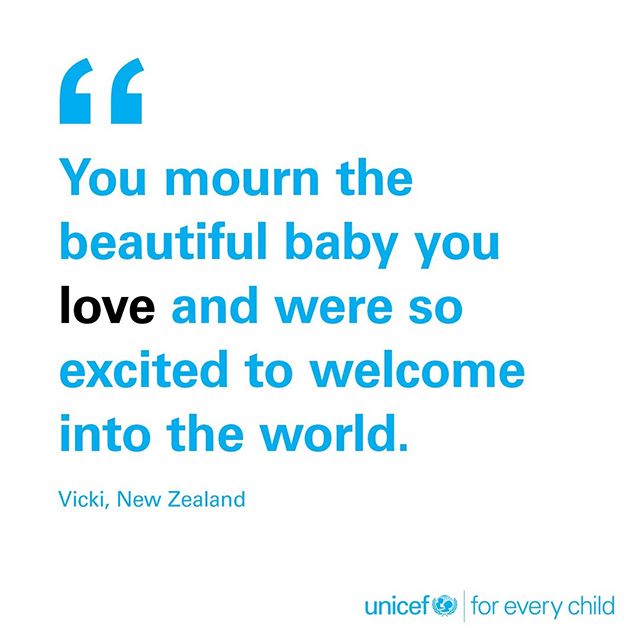 “
You mourn the
beautiful baby you
love and were so
excited to welcome
into the world.
Vicki, New Zealand
unicef | for every child